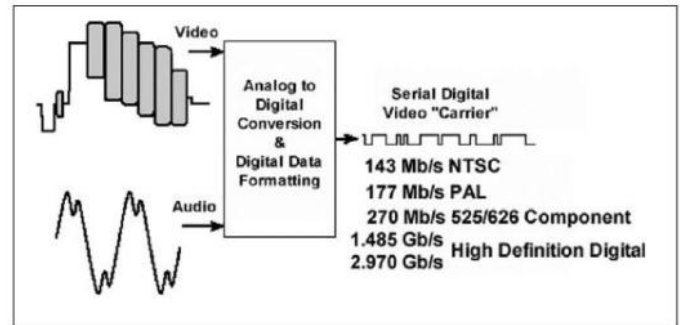 Video
Analog to
Digital
Conversion
&
Digital Data
Formatting
Audio
Serial Digital
Video "Carrier"
143 Mb/s NTSC
177 Mb/s PAL
270 Mb/s 525/626 Component
1.485 Gb/s
High Definition Digital
2.970 Gb/s